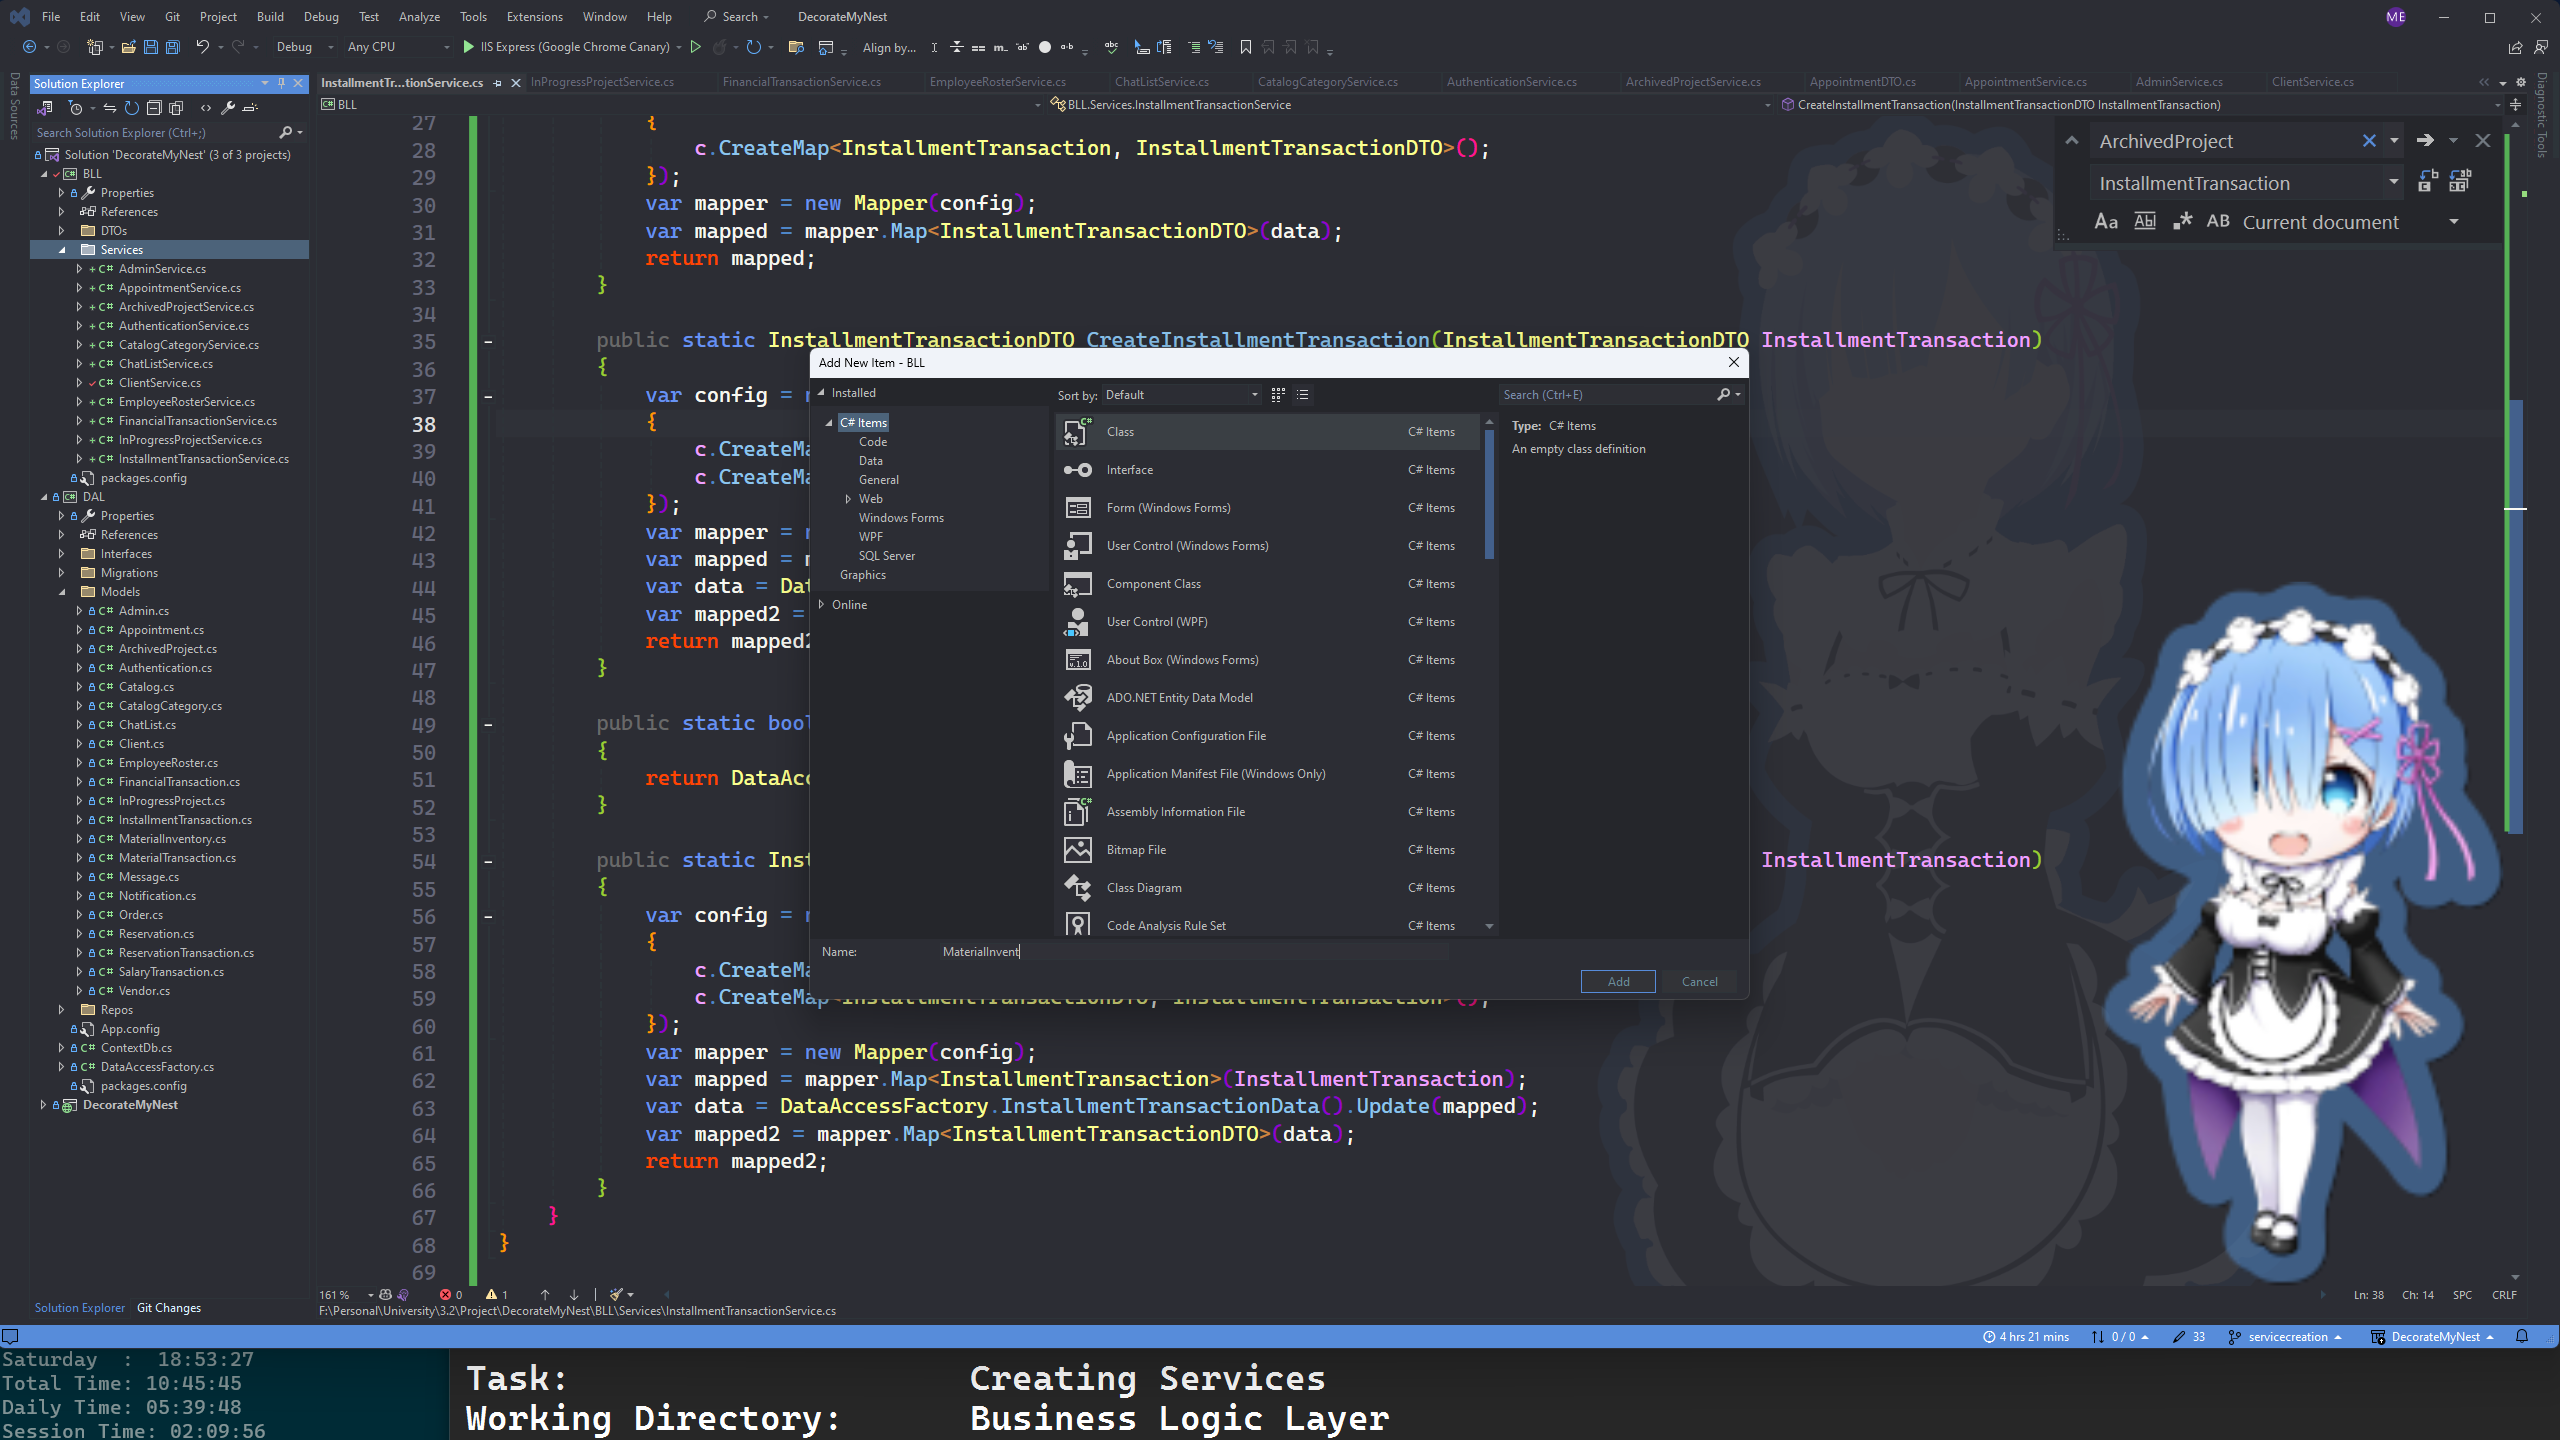 File Edit View Git Project Build Debug Test Analyze Tools Extensions Window Help Search DecorateMyNest ME
Debug Any CPU IIS Express (Google Chrome Canary) Align by...
Data Sources
Solution Explorer
InstallmentTr...tionService.cs InProgressProjectService.cs FinancialTransactionService.cs EmployeeRosterService.cs ChatListService.cs CatalogCategoryService.cs AuthenticationService.cs ArchivedProjectService.cs AppointmentDTO.cs AppointmentService.cs AdminService.cs ClientService.cs
Diagnostic Tools
BLL BLL.Services.InstallmentTransactionService CreateInstallmentTransaction(InstallmentTransactionDTO InstallmentTransaction)
Search Solution Explorer (Ctrl+;)
Solution 'DecorateMyNest' (3 of 3 projects)
BLL
Properties
References
DTOs
Services
AdminService.cs
AppointmentService.cs
ArchivedProjectService.cs
AuthenticationService.cs
CatalogCategoryService.cs
ChatListService.cs
ClientService.cs
EmployeeRosterService.cs
FinancialTransactionService.cs
InProgressProjectService.cs
InstallmentTransactionService.cs
packages.config
DAL
Properties
References
Interfaces
Migrations
Models
Admin.cs
Appointment.cs
ArchivedProject.cs
Authentication.cs
Catalog.cs
CatalogCategory.cs
ChatList.cs
Client.cs
EmployeeRoster.cs
FinancialTransaction.cs
InProgressProject.cs
InstallmentTransaction.cs
MaterialInventory.cs
MaterialTransaction.cs
Message.cs
Notification.cs
Order.cs
Reservation.cs
ReservationTransaction.cs
SalaryTransaction.cs
Vendor.cs
Repos
App.config
ContextDb.cs
DataAccessFactory.cs
packages.config
DecorateMyNest
Solution Explorer Git Changes
27 {
28 c.CreateMap<InstallmentTransaction, InstallmentTransactionDTO>();
29 });
30 var mapper = new Mapper(config);
31 var mapped = mapper.Map<InstallmentTransactionDTO>(data);
32 return mapped;
33 }
34
35 public static InstallmentTransactionDTO CreateInstallmentTransaction(InstallmentTransactionDTO InstallmentTransaction)
36 {
37 var config = n
38 {
39 c.CreateMa
40 c.CreateMa
41 });
42 var mapper = n
43 var mapped = m
44 var data = Dat
45 var mapped2 =
46 return mapped2
47 }
48
49 public static bool
50 {
51 return DataAcc
52 }
53
54 public static Inst InstallmentTransaction)
55 {
56 var config = n
57 {
58 c.CreateMa
59 c.CreateMap<InstallmentTransactionDTO, InstallmentTransaction>();
60 });
61 var mapper = new Mapper(config);
62 var mapped = mapper.Map<InstallmentTransaction>(InstallmentTransaction);
63 var data = DataAccessFactory.InstallmentTransactionData().Update(mapped);
64 var mapped2 = mapper.Map<InstallmentTransactionDTO>(data);
65 return mapped2;
66 }
67 }
68 }
69
ArchivedProject
InstallmentTransaction
Aa Abl .* AB Current document
Add New Item - BLL
Installed
C# Items
Code
Data
General
Web
Windows Forms
WPF
SQL Server
Graphics
Online
Sort by: Default
Search (Ctrl+E)
Class C# Items
Interface C# Items
Form (Windows Forms) C# Items
User Control (Windows Forms) C# Items
Component Class C# Items
User Control (WPF) C# Items
About Box (Windows Forms) C# Items
ADO.NET Entity Data Model C# Items
Application Configuration File C# Items
Application Manifest File (Windows Only) C# Items
Assembly Information File C# Items
Bitmap File C# Items
Class Diagram C# Items
Code Analysis Rule Set C# Items
Type: C# Items
An empty class definition
Name: MaterialInvent
Add Cancel
161 % 0 1 Ln: 38 Ch: 14 SPC CRLF
F:\Personal\University\3.2\Project\DecorateMyNest\BLL\Services\InstallmentTransactionService.cs
4 hrs 21 mins 0 / 0 33 servicecreation DecorateMyNest
Saturday : 18:53:27
Total Time: 10:45:45
Daily Time: 05:39:48
Session Time: 02:09:56
Task: Creating Services
Working Directory: Business Logic Layer